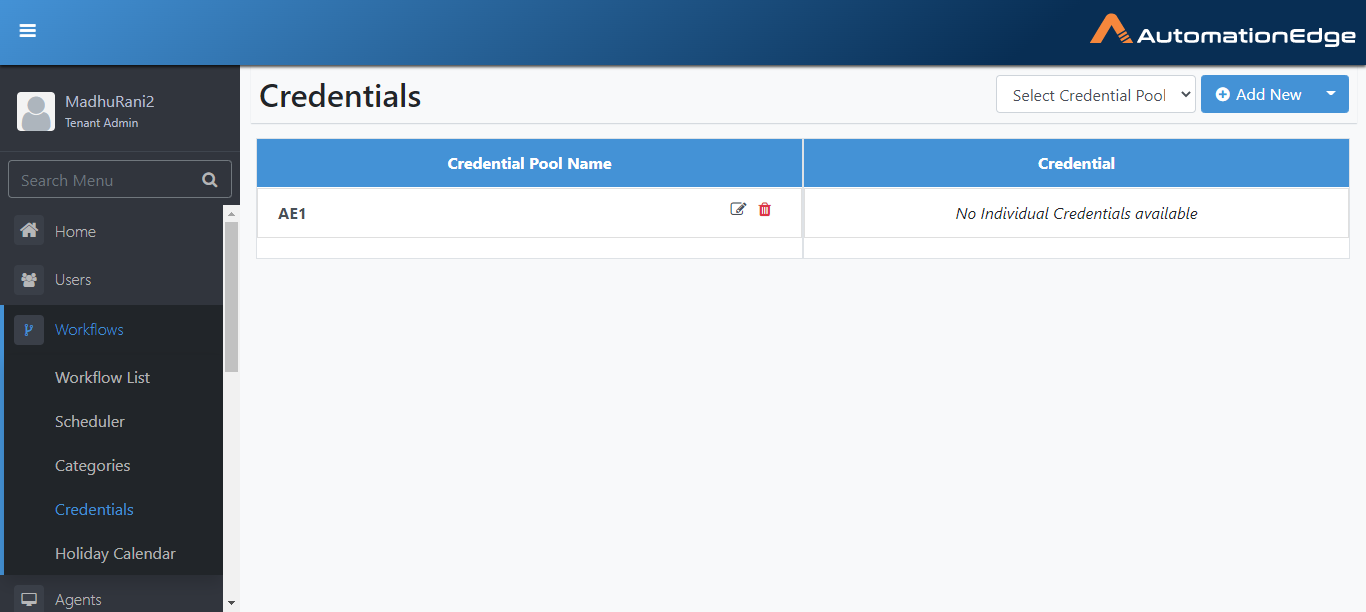 AutomationEdge
MadhuRani2
Tenant Admin
Search Menu
Home
Users
Workflows
Workflow List
Scheduler
Categories
Credentials
Holiday Calendar
Agents
Credentials
Select Credential Pool
Add New
Credential Pool Name Credential
AE1 No Individual Credentials available